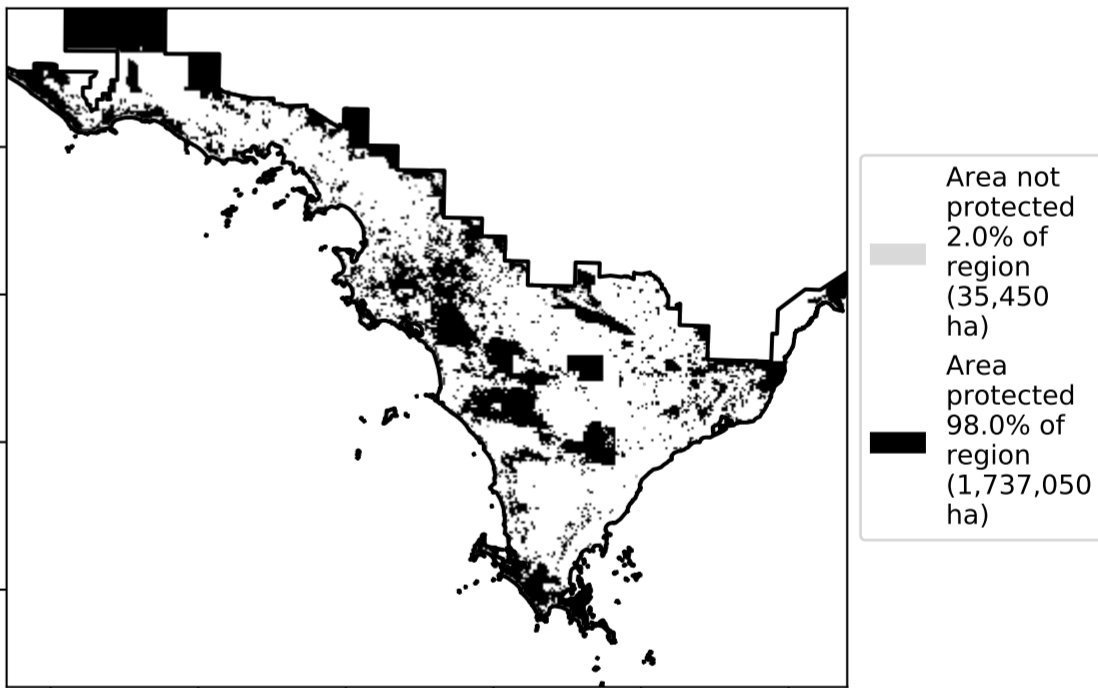 Area not
protected
2.0% of
region
(35,450
ha)
Area
protected
98.0% of
region
(1,737,050
ha)